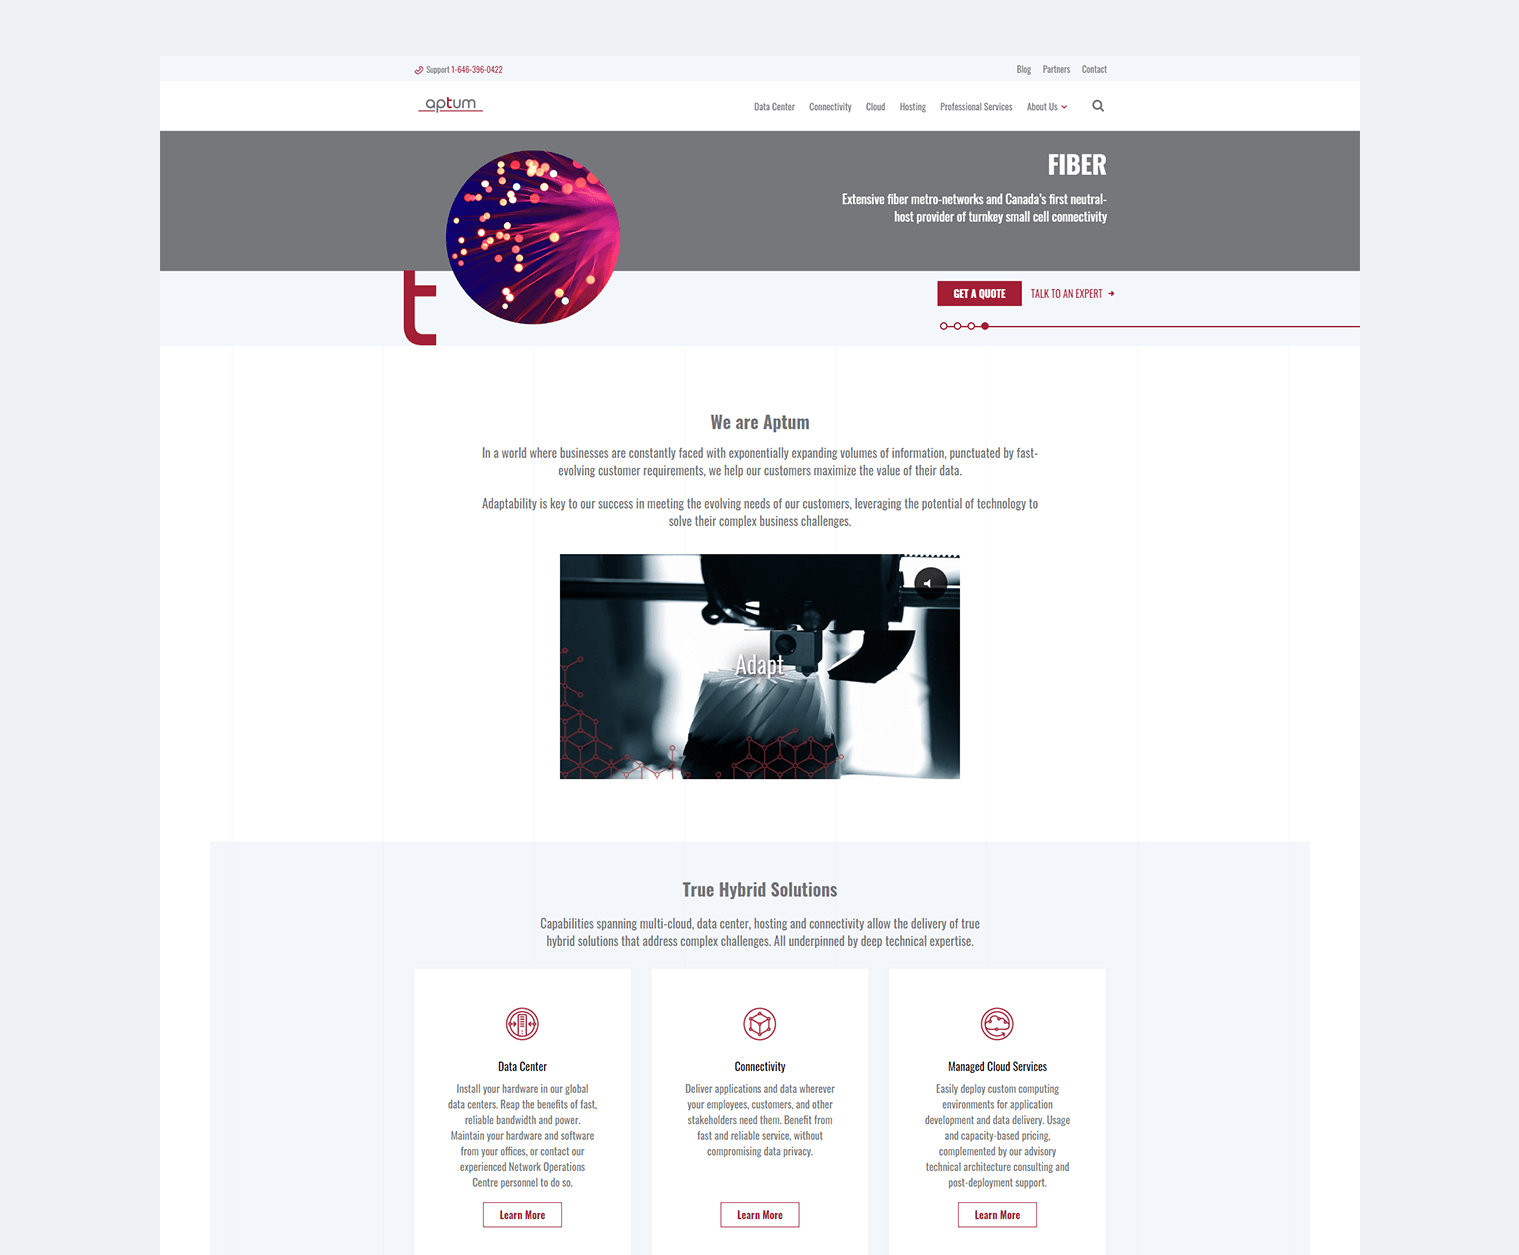 Support 1-646-396-0422
Blog Partners Contact
aptum
Data Center Connectivity Cloud Hosting Professional Services About Us
FIBER
Extensive fiber metro-networks and Canada's first neutral-
host provider of turnkey small cell connectivity
t
GET A QUOTE TALK TO AN EXPERT
We are Aptum
In a world where businesses are constantly faced with exponentially expanding volumes of information, punctuated by fast-
evolving customer requirements, we help our customers maximize the value of their data.
Adaptability is key to our success in meeting the evolving needs of our customers, leveraging the potential of technology to
solve their complex business challenges.
Adapt
True Hybrid Solutions
Capabilities spanning multi-cloud, data center, hosting and connectivity allow the delivery of true
hybrid solutions that address complex challenges. All underpinned by deep technical expertise.
Data Center
Install your hardware in our global
data centers. Reap the benefits of fast,
reliable bandwidth and power.
Maintain your hardware and software
from your offices, or contact our
experienced Network Operations
Centre personnel to do so.
Learn More
Connectivity
Deliver applications and data wherever
your employees, customers, and other
stakeholders need them. Benefit from
fast and reliable service, without
compromising data privacy.
Learn More
Managed Cloud Services
Easily deploy custom computing
environments for application
development and data delivery. Usage
and capacity-based pricing,
complemented by our advisory
technical architecture consulting and
post-deployment support.
Learn More